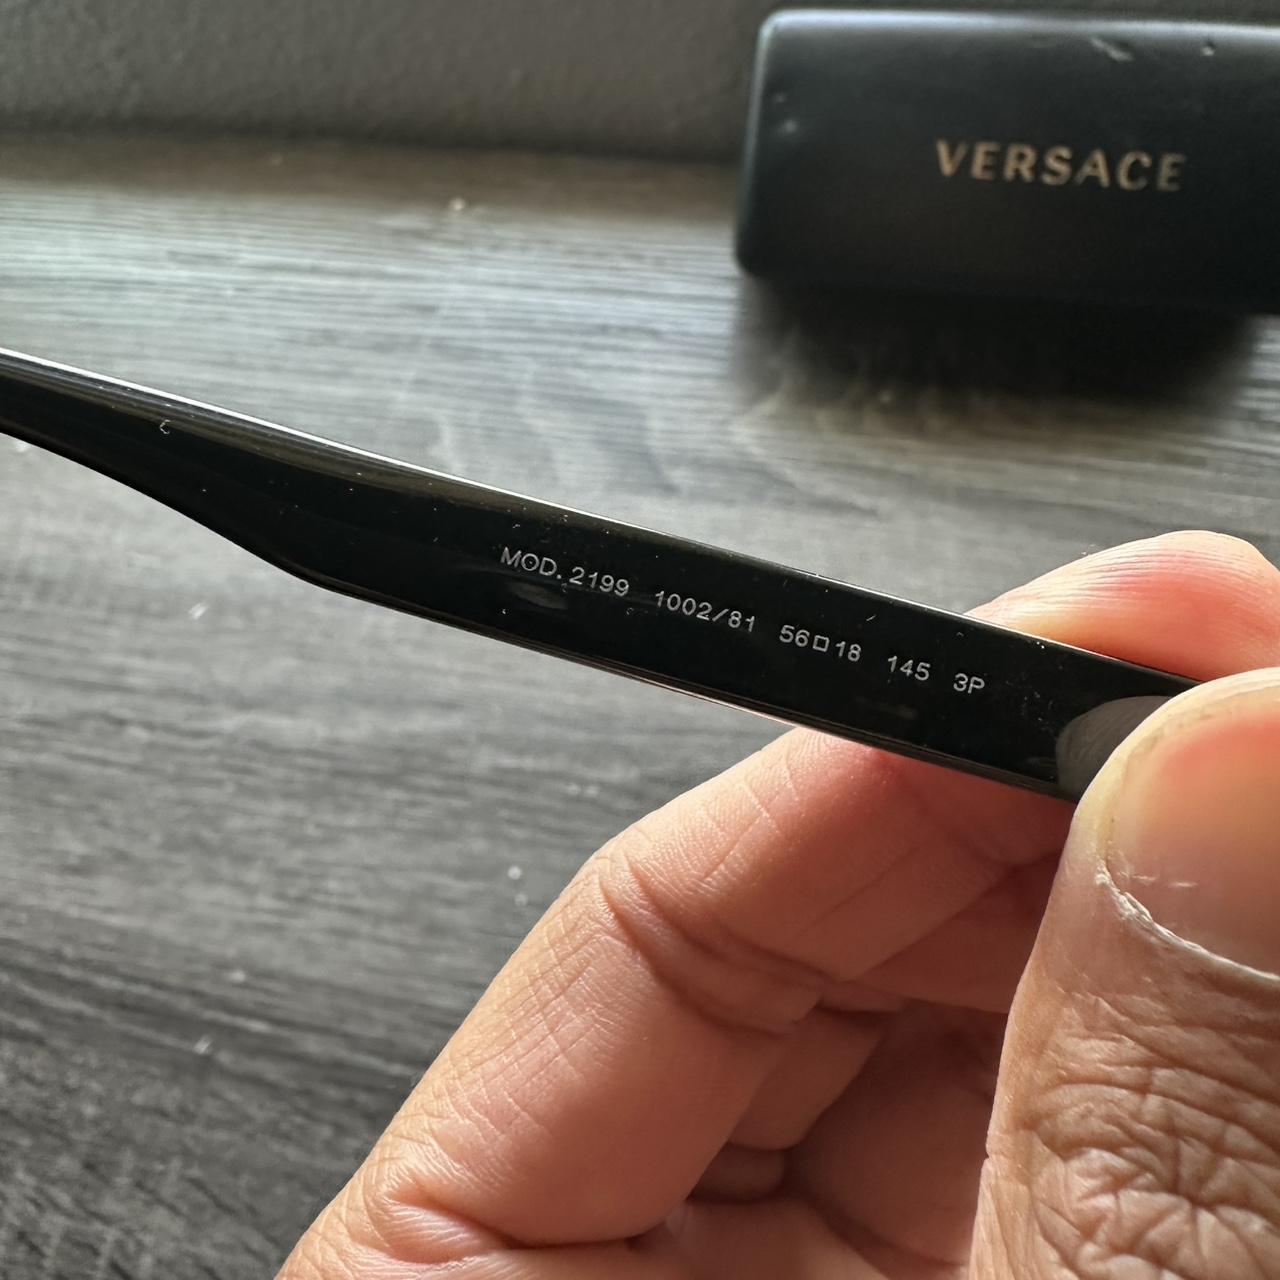 VERSACE
MOD. 2199 1002/81 56□18 145 3P